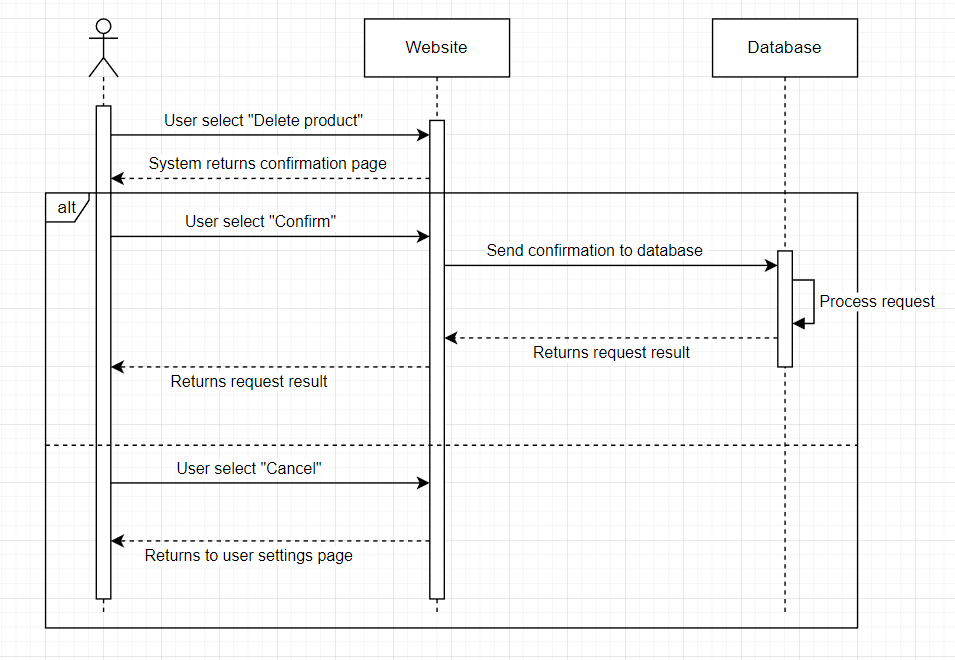 Website
Database
User select "Delete product"
System returns confirmation page
alt
User select "Confirm"
Send confirmation to database
Process request
Returns request result
Returns request result
User select "Cancel"
Returns to user settings page